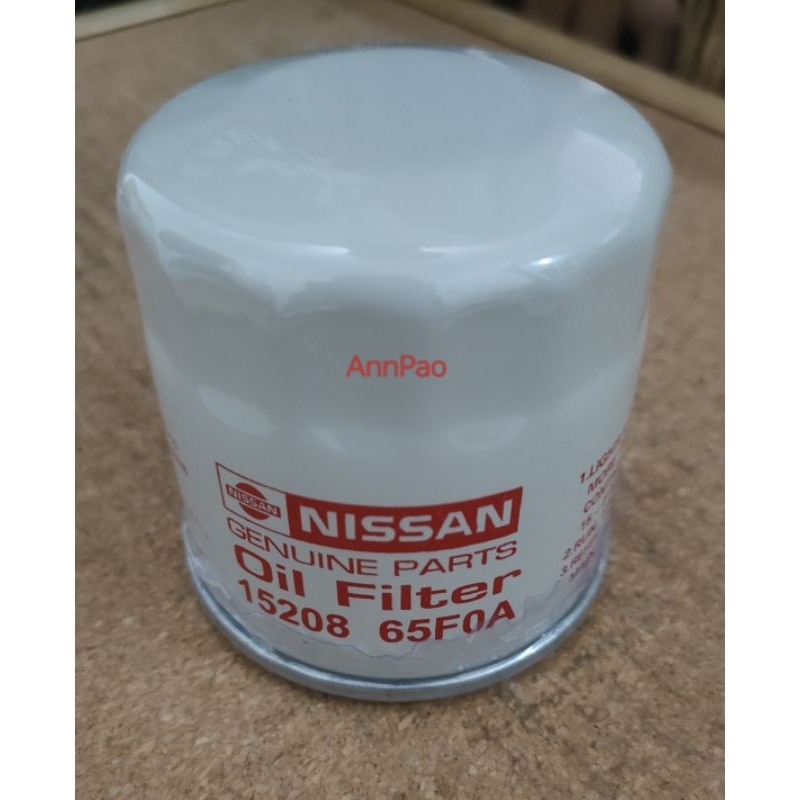 AnnPao
NISSAN
NISSAN
GENUINE PARTS
Oil Filter
15208 65F0A